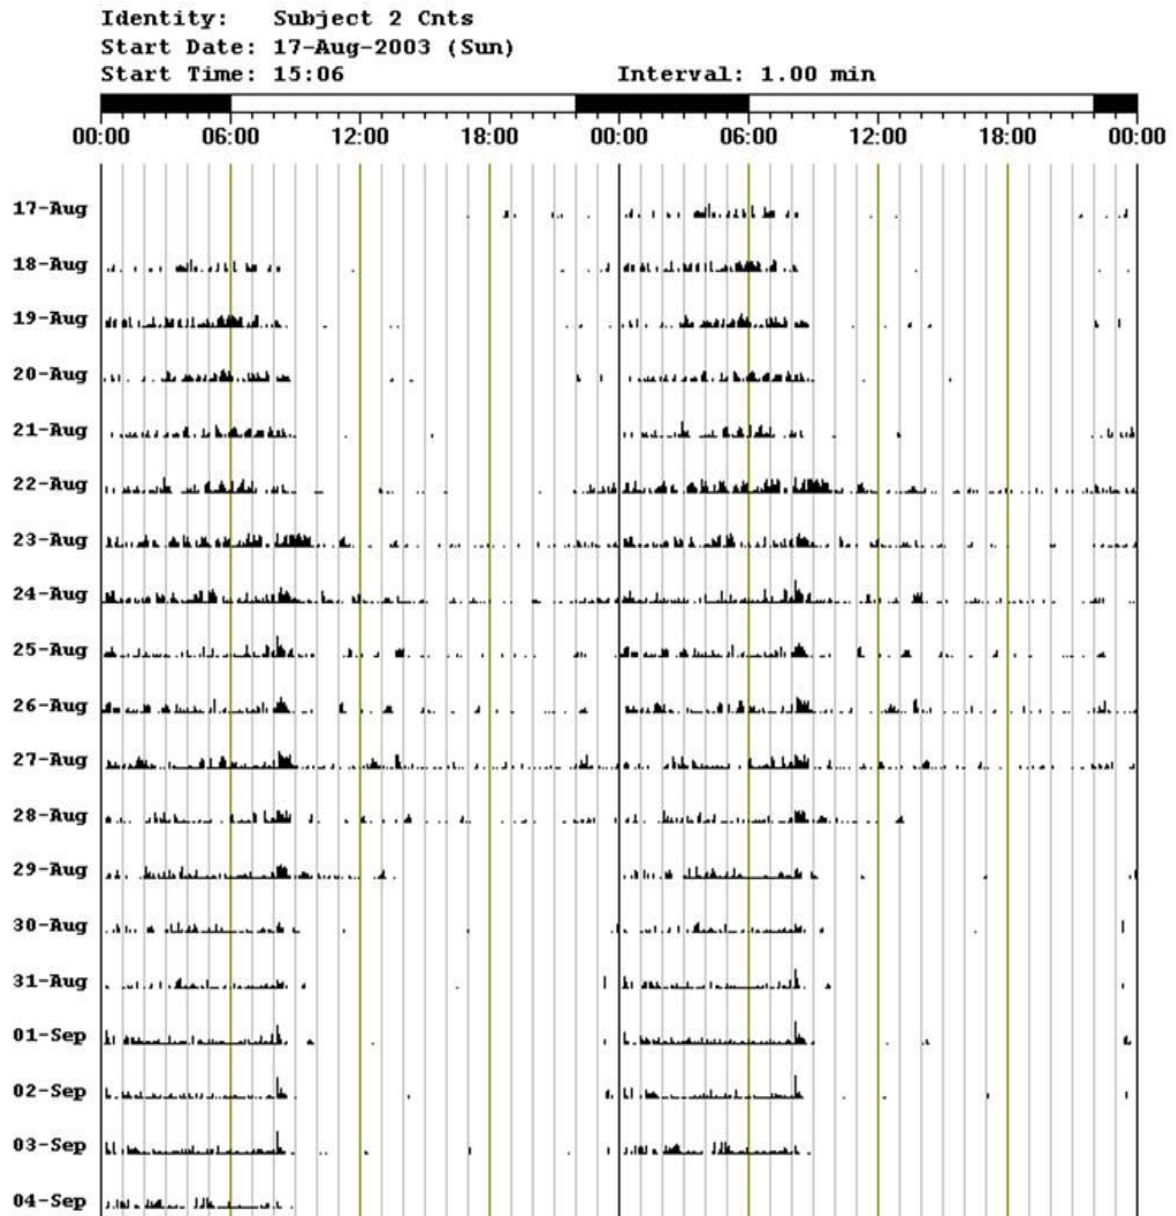 Identity: Subject 2 Cnts
Start Date: 17-Aug-2003 (Sun)
Start Time: 15:06 Interval: 1.00 min
00:00 06:00 12:00 18:00 00:00 06:00 12:00 18:00 00:00
17-Aug
18-Aug
19-Aug
20-Aug
21-Aug
22-Aug
23-Aug
24-Aug
25-Aug
26-Aug
27-Aug
28-Aug
29-Aug
30-Aug
31-Aug
01-Sep
02-Sep
03-Sep
04-Sep